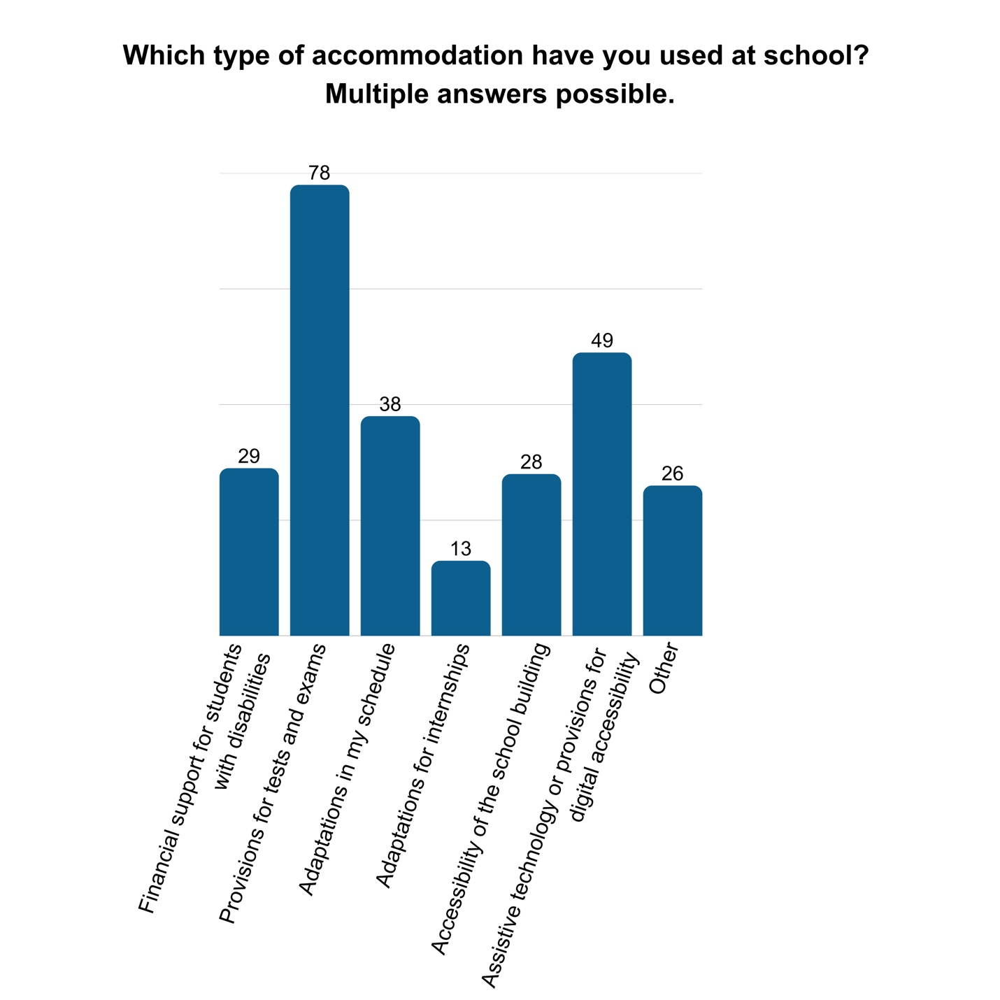 Which type of accommodation have you used at school?
Multiple answers possible.
78
49
38
29
28
26
13
Financial support for students
with disabilities
Provisions for tests and exams
Adaptations in my schedule
Adaptations for internships
Accessibility of the school building
Assistive technology or provisions for
digital accessibility
Other